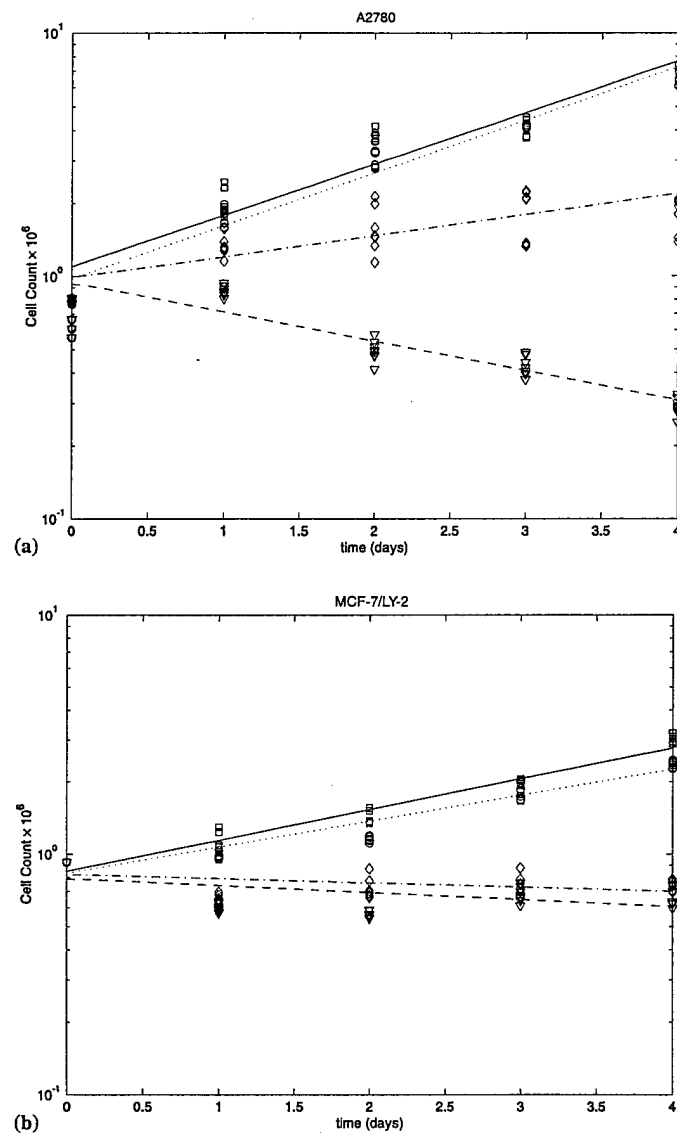 A2780
10^1
10^0
10^-1
Cell Count × 10^6
0 0.5 1 1.5 2 2.5 3 3.5 4
time (days)
(a)
MCF-7/LY-2
10^1
10^0
10^-1
Cell Count × 10^6
0 0.5 1 1.5 2 2.5 3 3.5 4
time (days)
(b)